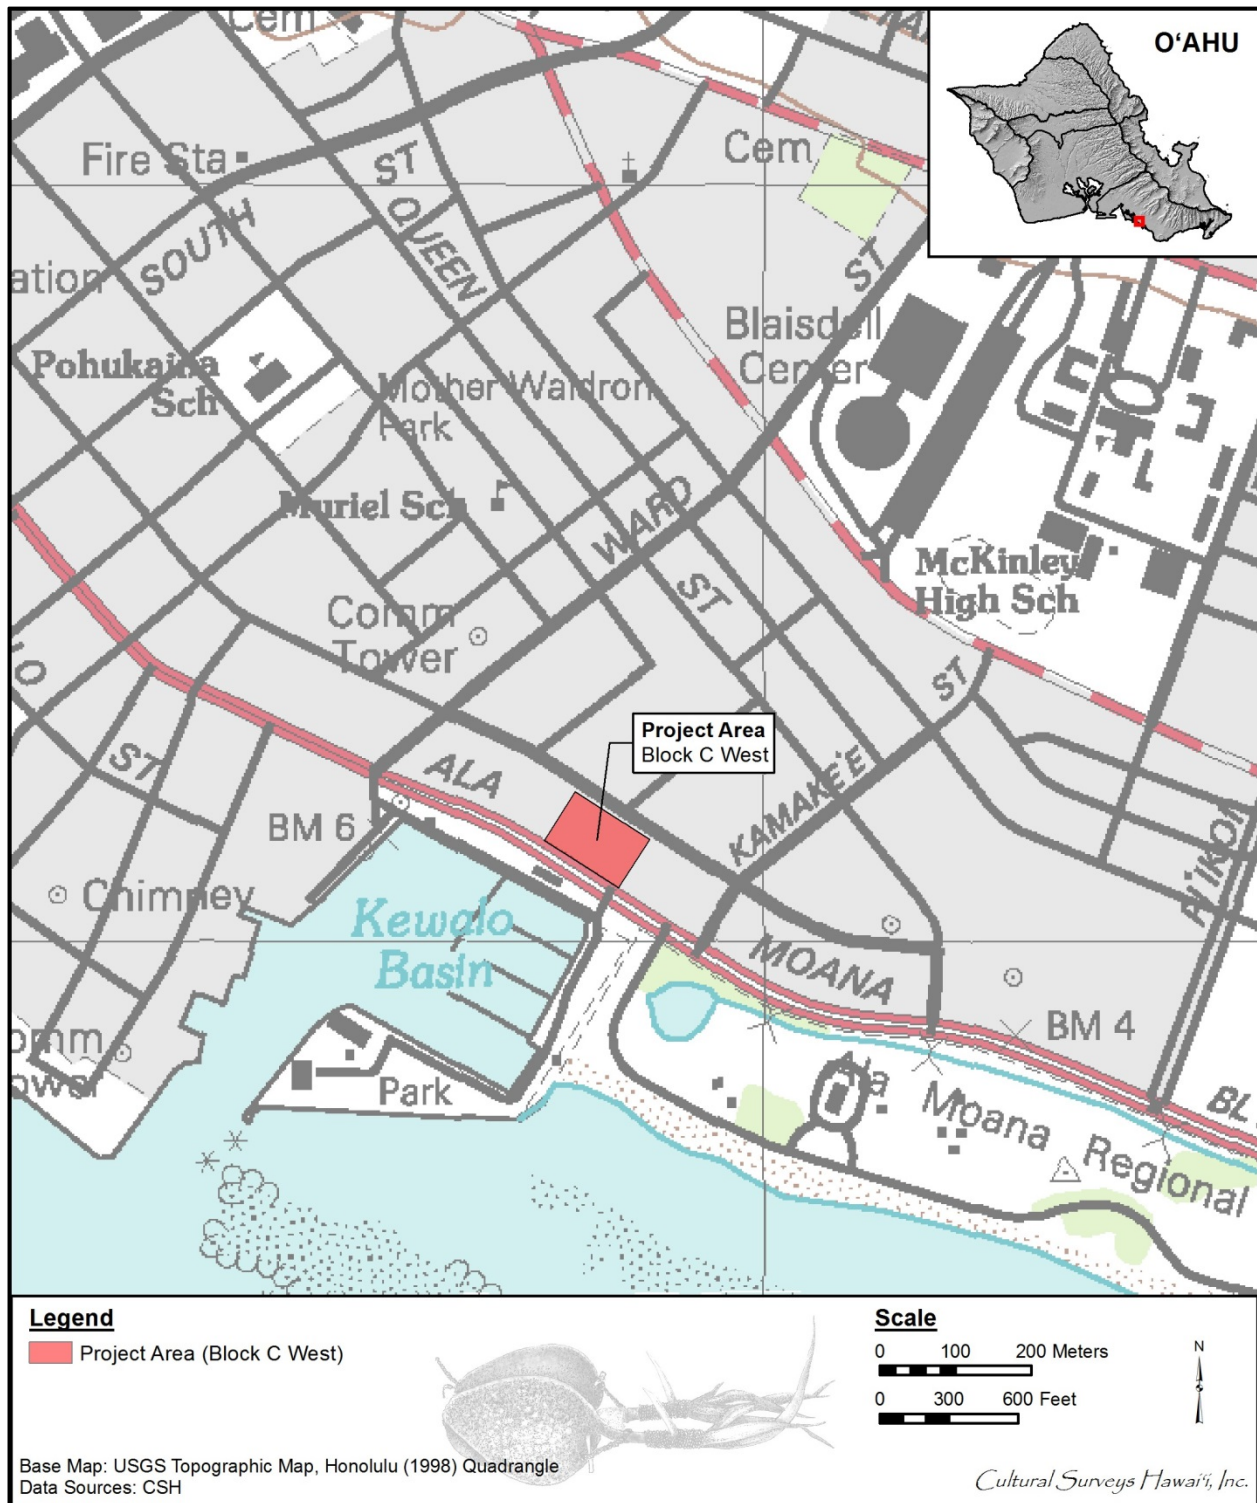 Cem
O‘AHU
Fire Sta
ST
Cem
SOUTH
QUEEN
ST
ation
Blaisdell
Center
Pohukaina
Sch
Mother Waldron
Park
Muriel Sch
WARD
McKinley
High Sch
ST
Comm
Tower
ST
Project Area
Block C West
ST
ALA
KAMAKE‘E
BM 6
Chimney
Kewalo
Basin
MOANA
BM 4
Park
Ala Moana Regional
BL
Legend
Project Area (Block C West)
Scale
0 100 200 Meters
0 300 600 Feet
N
Base Map: USGS Topographic Map, Honolulu (1998) Quadrangle
Data Sources: CSH
Cultural Surveys Hawai‘i, Inc.